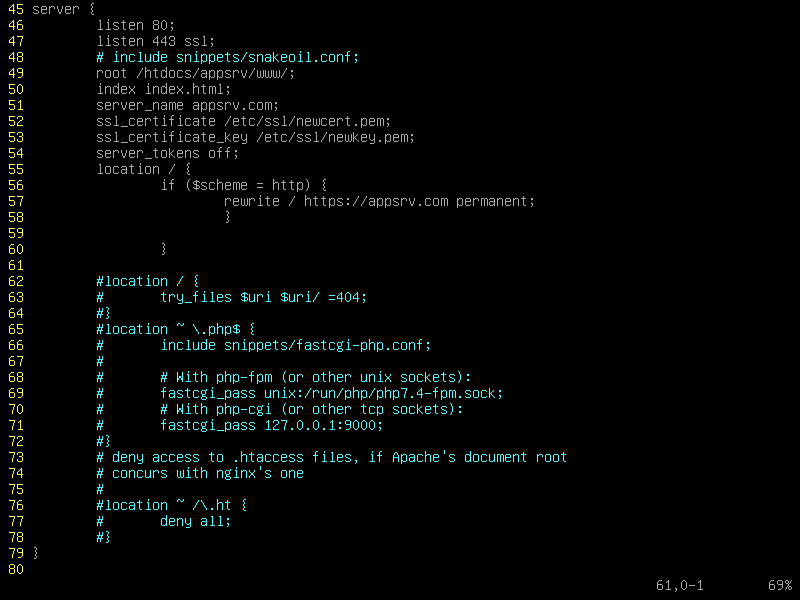 45 server {
46         listen 80;
47         listen 443 ssl;
48         # include snippets/snakeoil.conf;
49         root /htdocs/appsrv/www/;
50         index index.html;
51         server_name appsrv.com;
52         ssl_certificate /etc/ssl/newcert.pem;
53         ssl_certificate_key /etc/ssl/newkey.pem;
54         server_tokens off;
55         location / {
56                 if ($scheme = http) {
57                         rewrite / https://appsrv.com permanent;
58                         }
59
60                 }
61
62         #location / {
63         #       try_files $uri $uri/ =404;
64         #}
65         #location ~ \.php$ {
66         #       include snippets/fastcgi-php.conf;
67         #
68         #       # With php-fpm (or other unix sockets):
69         #       fastcgi_pass unix:/run/php/php7.4-fpm.sock;
70         #       # With php-cgi (or other tcp sockets):
71         #       fastcgi_pass 127.0.0.1:9000;
72         #}
73         # deny access to .htaccess files, if Apache's document root
74         # concurs with nginx's one
75         #
76         #location ~ /\.ht {
77         #       deny all;
78         #}
79 }
80
61,0-1        69%